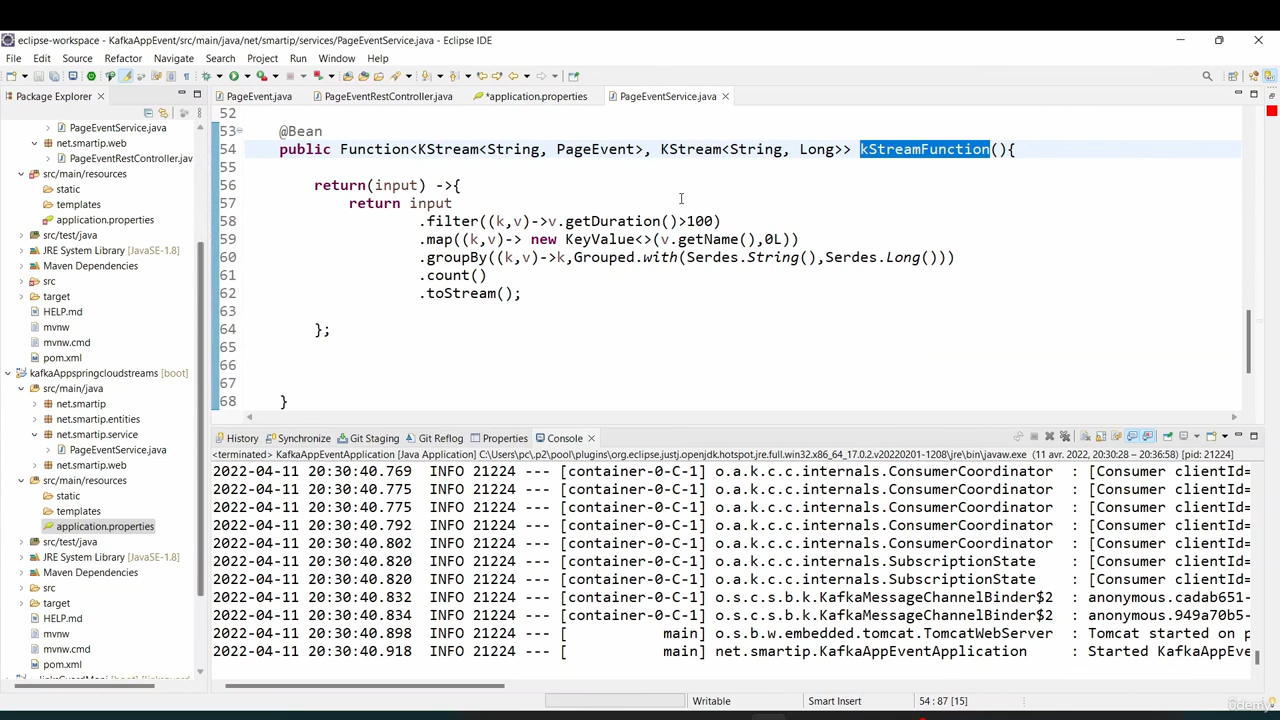 eclipse-workspace - KafkaAppEvent/src/main/java/net/smartip/services/PageEventService.java - Eclipse IDE
File Edit Source Refactor Navigate Search Project Run Window Help
Package Explorer
PageEvent.java PageEventRestController.java *application.properties PageEventService.java
PageEventService.java
net.smartip.web
PageEventRestController.jav
src/main/resources
static
templates
application.properties
src/test/java
JRE System Library [JavaSE-1.8]
Maven Dependencies
src
target
HELP.md
mvnw
mvnw.cmd
pom.xml
kafkaAppspringcloudstreams [boot]
src/main/java
net.smartip
net.smartip.entities
net.smartip.service
PageEventService.java
net.smartip.web
src/main/resources
static
templates
application.properties
src/test/java
JRE System Library [JavaSE-1.8]
Maven Dependencies
src
target
HELP.md
mvnw
mvnw.cmd
pom.xml
52
53 @Bean
54 public Function<KStream<String, PageEvent>, KStream<String, Long>> kStreamFunction(){
55
56 return(input) ->{
57 return input
58 .filter((k,v)->v.getDuration()>100)
59 .map((k,v)-> new KeyValue<>(v.getName(),0L))
60 .groupBy((k,v)->k,Grouped.with(Serdes.String(),Serdes.Long()))
61 .count()
62 .toStream();
63
64 };
65
66
67
68 }
History Synchronize Git Staging Git Reflog Properties Console
<terminated> KafkaAppEventApplication [Java Application] C:\Users\pc\.p2\pool\plugins\org.eclipse.justj.openjdk.hotspot.jre.full.win32.x86_64_17.0.2.v20220201-1208\jre\bin\javaw.exe (11 avr. 2022, 20:30:28 – 20:36:58) [pid: 21224]
2022-04-11 20:30:40.769 INFO 21224 --- [container-0-C-1] o.a.k.c.c.internals.ConsumerCoordinator : [Consumer clientId=
2022-04-11 20:30:40.775 INFO 21224 --- [container-0-C-1] o.a.k.c.c.internals.ConsumerCoordinator : [Consumer clientId=
2022-04-11 20:30:40.775 INFO 21224 --- [container-0-C-1] o.a.k.c.c.internals.ConsumerCoordinator : [Consumer clientId=
2022-04-11 20:30:40.792 INFO 21224 --- [container-0-C-1] o.a.k.c.c.internals.ConsumerCoordinator : [Consumer clientId=
2022-04-11 20:30:40.802 INFO 21224 --- [container-0-C-1] o.a.k.c.c.internals.ConsumerCoordinator : [Consumer clientId=
2022-04-11 20:30:40.820 INFO 21224 --- [container-0-C-1] o.a.k.c.c.internals.SubscriptionState : [Consumer clientId=
2022-04-11 20:30:40.820 INFO 21224 --- [container-0-C-1] o.a.k.c.c.internals.SubscriptionState : [Consumer clientId=
2022-04-11 20:30:40.832 INFO 21224 --- [container-0-C-1] o.s.c.s.b.k.KafkaMessageChannelBinder$2 : anonymous.cadab651-
2022-04-11 20:30:40.834 INFO 21224 --- [container-0-C-1] o.s.c.s.b.k.KafkaMessageChannelBinder$2 : anonymous.949a70b5-
2022-04-11 20:30:40.898 INFO 21224 --- [ main] o.s.b.w.embedded.tomcat.TomcatWebServer : Tomcat started on p
2022-04-11 20:30:40.918 INFO 21224 --- [ main] net.smartip.KafkaAppEventApplication : Started KafkaAppEve
Writable Smart Insert 54 : 87 [15]
ûdemy